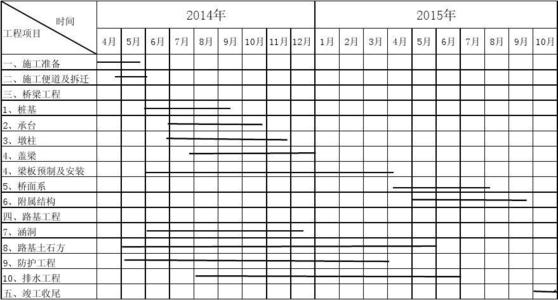 时间
工程项目
2014年 2015年
4月 5月 6月 7月 8月 9月 10月 11月 12月 1月 2月 3月 4月 5月 6月 7月 8月 9月 10月
一、施工准备
二、施工便道及拆迁
三、桥梁工程
1、桩基
2、承台
3、墩柱
4、盖梁
4、梁板预制及安装
5、桥面系
6、附属结构
四、路基工程
7、涵洞
8、路基土石方
9、防护工程
10、排水工程
五、竣工收尾